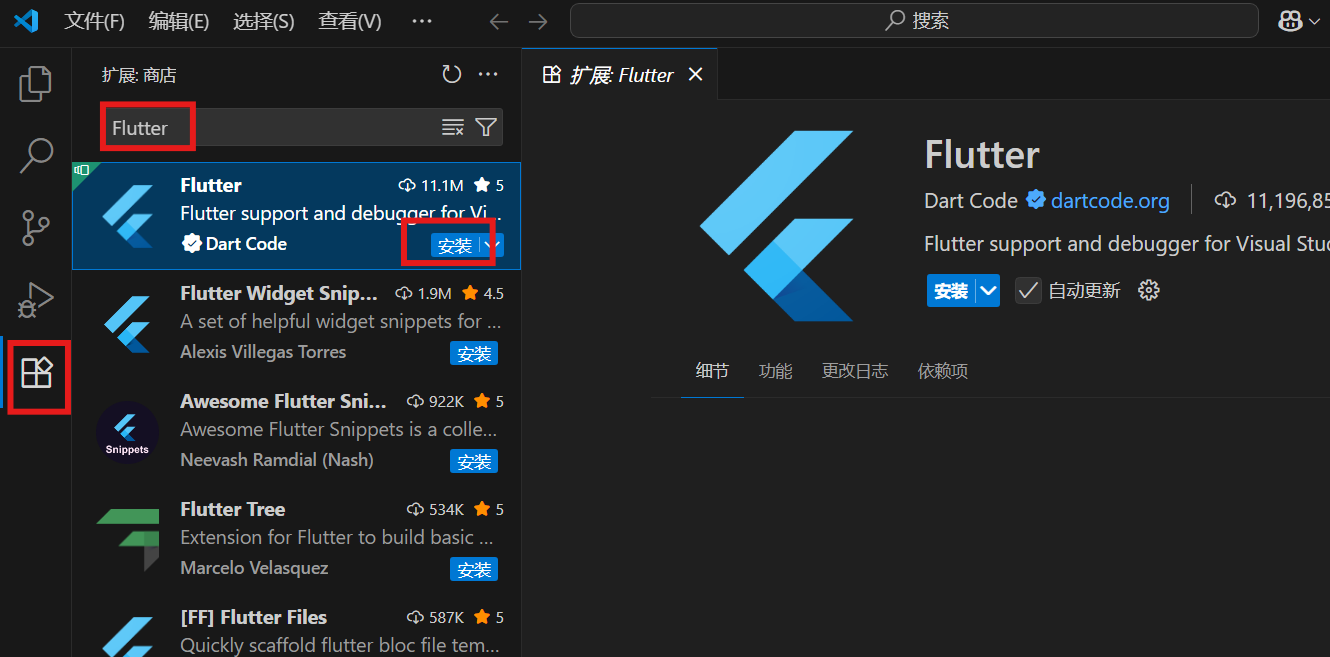 文件(F) 编辑(E) 选择(S) 查看(V) ··· 搜索
扩展: 商店
扩展: Flutter
Flutter
Flutter 11.1M 5
Flutter support and debugger for Vi...
Dart Code 安装
Flutter Widget Snip... 1.9M 4.5
A set of helpful widget snippets for ...
Alexis Villegas Torres 安装
Snippets
Awesome Flutter Sni... 922K 5
Awesome Flutter Snippets is a colle...
Neevash Ramdial (Nash) 安装
Flutter Tree 534K 5
Extension for Flutter to build basic ...
Marcelo Velasquez 安装
[FF] Flutter Files 587K 5
Quickly scaffold flutter bloc file tem...
Flutter
Dart Code dartcode.org 11,196,85
Flutter support and debugger for Visual Stu
安装 自动更新
细节 功能 更改日志 依赖项